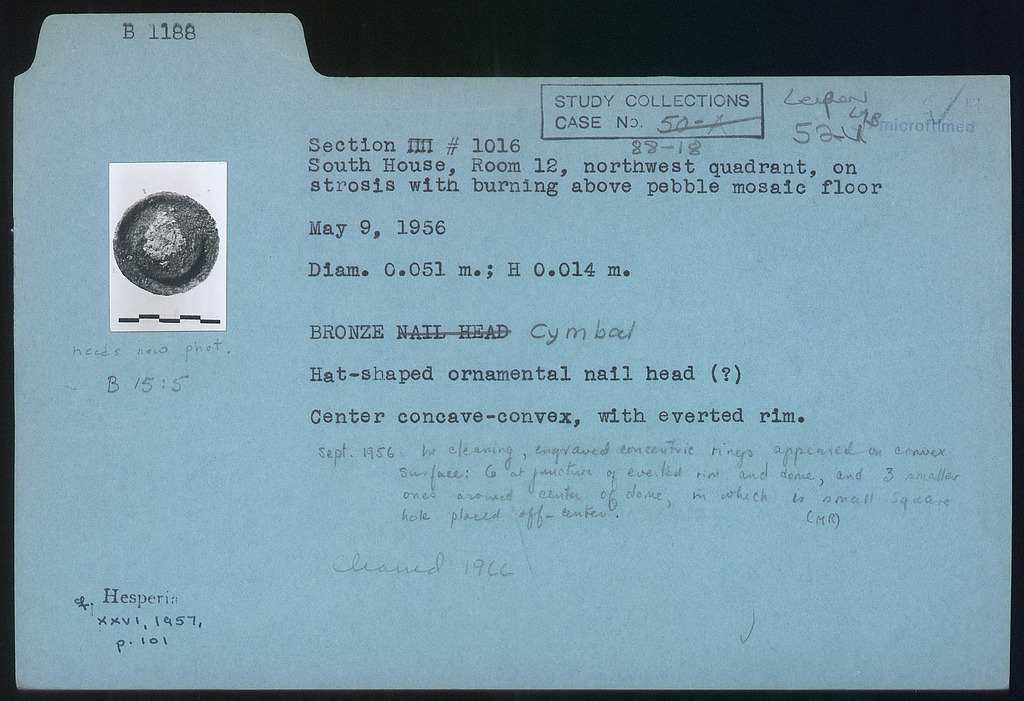 B 1188
STUDY COLLECTIONS
CASE No. 50-A
88-18
microfilmed
Section # 1016
South House, Room 12, northwest quadrant, on
strosis with burning above pebble mosaic floor
May 9, 1956
Diam. 0.051 m.; H 0.014 m.
BRONZE NAIL HEAD Cymbal
Hat-shaped ornamental nail head (?)
Center concave-convex, with everted rim.
needs new phot.
B 15:5
Sept. 1956: In cleaning, engraved concentric rings appeared on convex
surface: 6 at juncture of everted rim and dome, and 3 smaller
ones around center of dome, in which is small square
hole placed off-center.
(MR)
Cleaned 1966
cf. Hesperia
XXVI, 1957,
p. 101